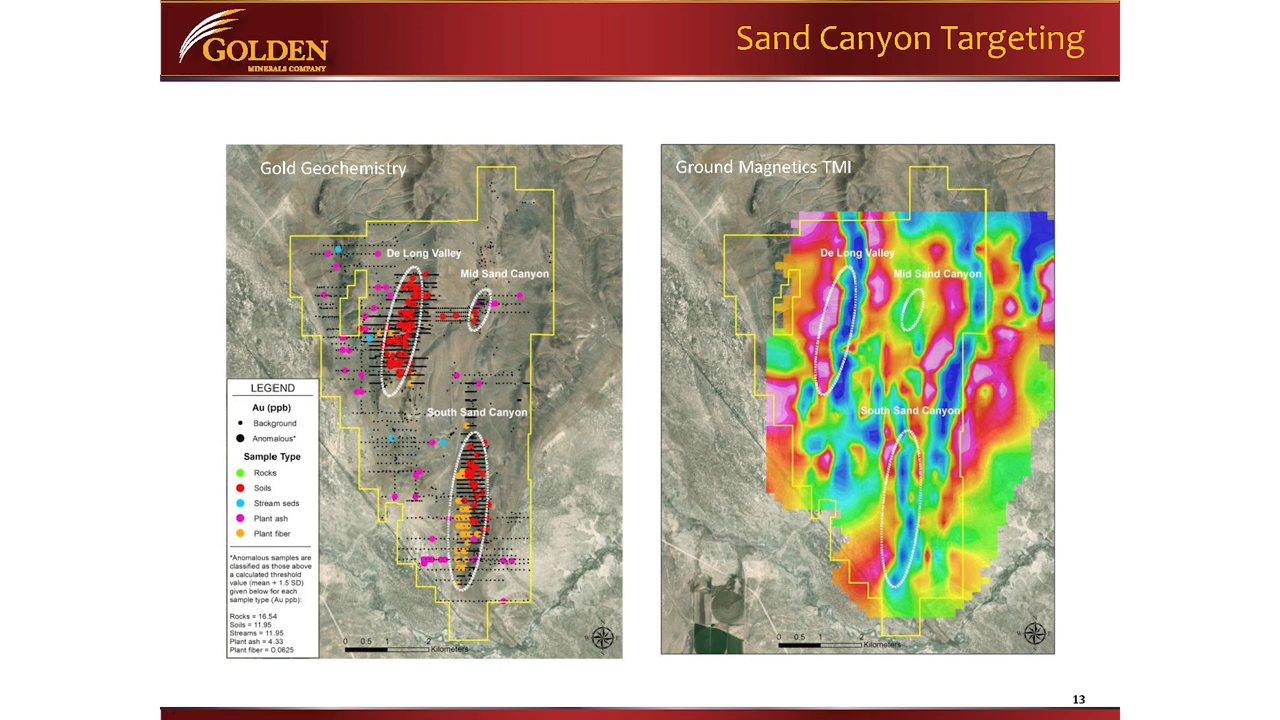 GOLDEN
MINERALS COMPANY
Sand Canyon Targeting
Gold Geochemistry
De Long Valley
Mid Sand Canyon
South Sand Canyon
LEGEND
Au (ppb)
Background
Anomalous*
Sample Type
Rocks
Soils
Stream seds
Plant ash
Plant fiber
*Anomalous samples are
classified as those above
a calculated threshold
value (mean + 1.5 SD)
given below for each
sample type (Au ppb):
Rocks = 16.54
Soils = 11.95
Streams = 11.95
Plant ash = 4.33
Plant fiber = 0.0625
0 0.5 1 2
Kilometers
W E
Ground Magnetics TMI
De Long Valley
Mid Sand Canyon
South Sand Canyon
0 0.5 1 2
Kilometers
W E
13